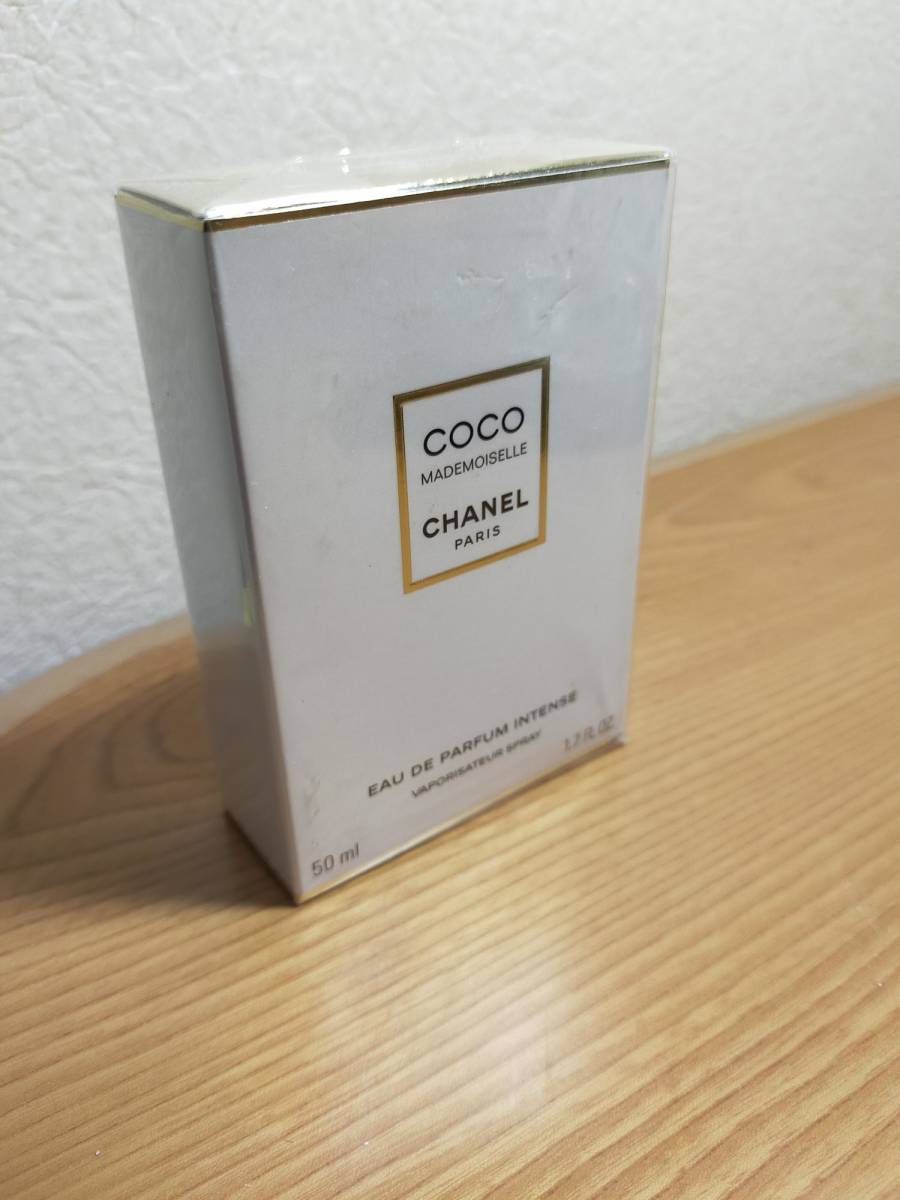 COCO
MADEMOISELLE
CHANEL
PARIS
EAU DE PARFUM INTENSE
VAPORISATEUR SPRAY
50 ml
1.7 FL. OZ.